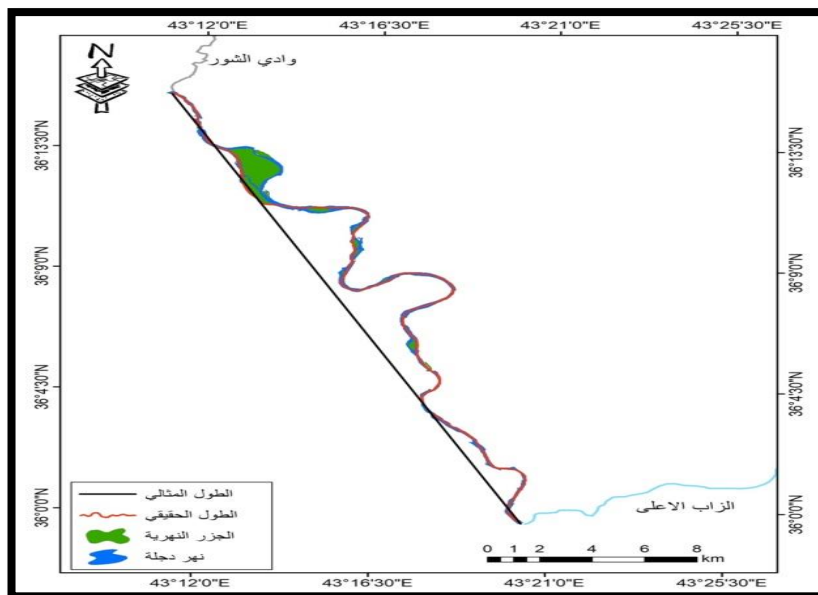 43°12'0"E 43°16'30"E 43°21'0"E 43°25'30"E
N
وادي الشور
36°13'30"N 36°13'30"N
36°9'0"N 36°9'0"N
36°4'30"N 36°4'30"N
36°0'0"N 36°0'0"N
الزاب الاعلى
الطول المثالي
الطول الحقيقي
الجزر النهرية
نهر دجلة
0 1 2 4 6 8
km
43°12'0"E 43°16'30"E 43°21'0"E 43°25'30"E